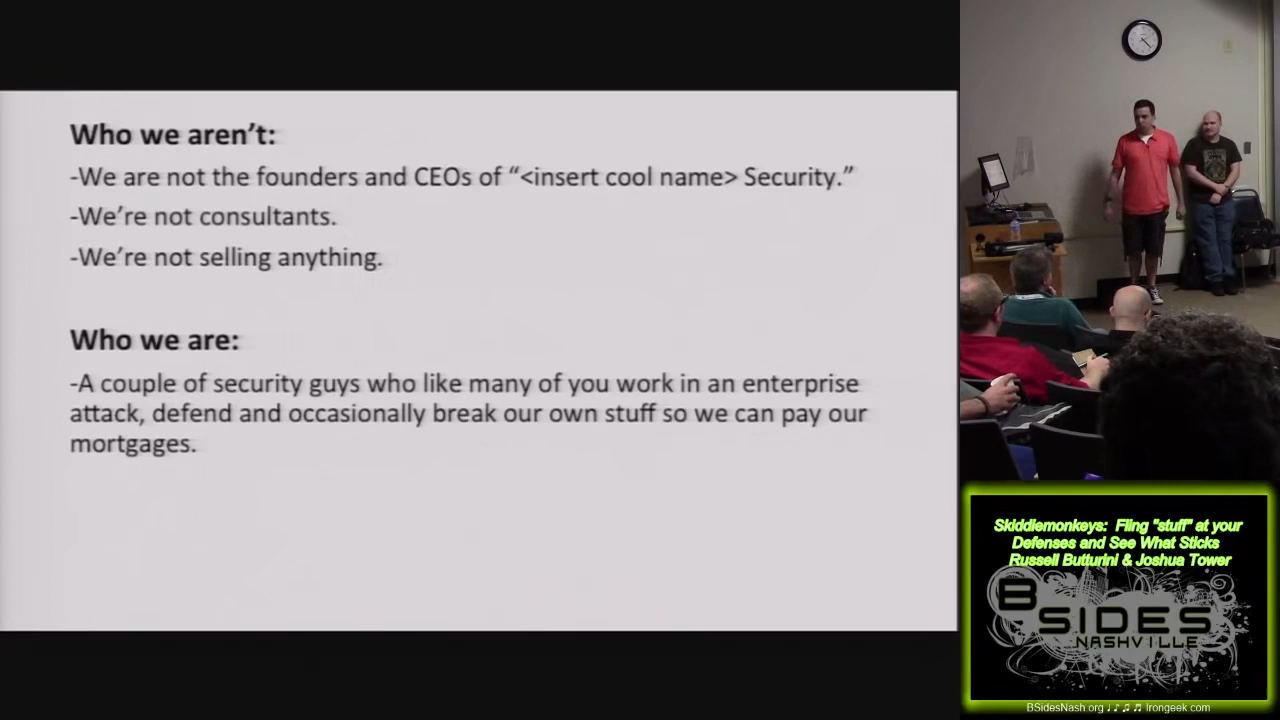 Who we aren't:
-We are not the founders and CEOs of “<insert cool name> Security.”
-We're not consultants.
-We're not selling anything.
Who we are:
-A couple of security guys who like many of you work in an enterprise
attack, defend and occasionally break our own stuff so we can pay our
mortgages.
Skiddiemonkeys: Fling "stuff" at your
Defenses and See What Sticks
Russell Butturini & Joshua Tower
BSIDES
NASHVILLE
BSidesNash.org ♩ ♪ ♫ ♬ Irongeek.com